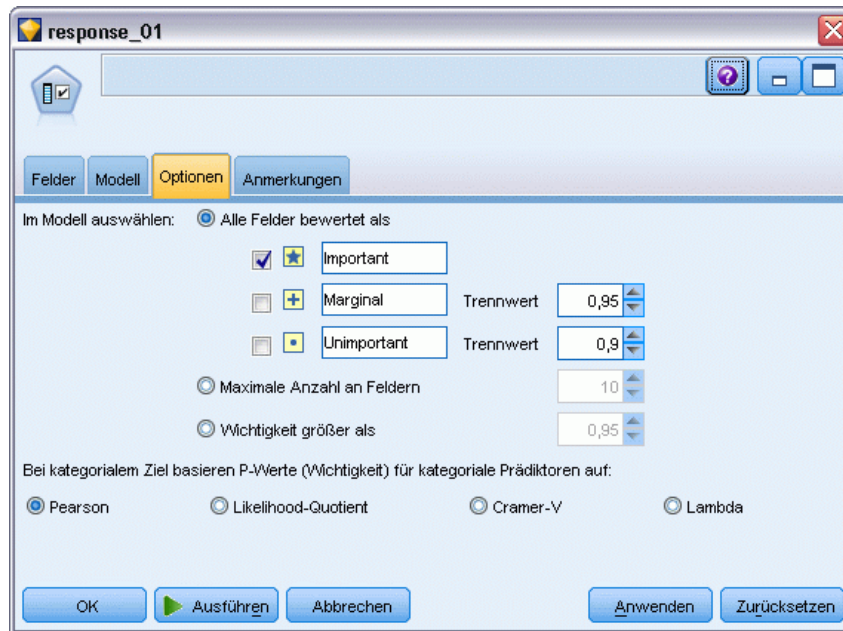 response_01
Felder Modell Optionen Anmerkungen
Im Modell auswählen: Alle Felder bewertet als
Important
Marginal Trennwert 0,95
Unimportant Trennwert 0,9
Maximale Anzahl an Feldern 10
Wichtigkeit größer als 0,95
Bei kategorialem Ziel basieren P-Werte (Wichtigkeit) für kategoriale Prädiktoren auf:
Pearson Likelihood-Quotient Cramer-V Lambda
OK Ausführen Abbrechen Anwenden Zurücksetzen